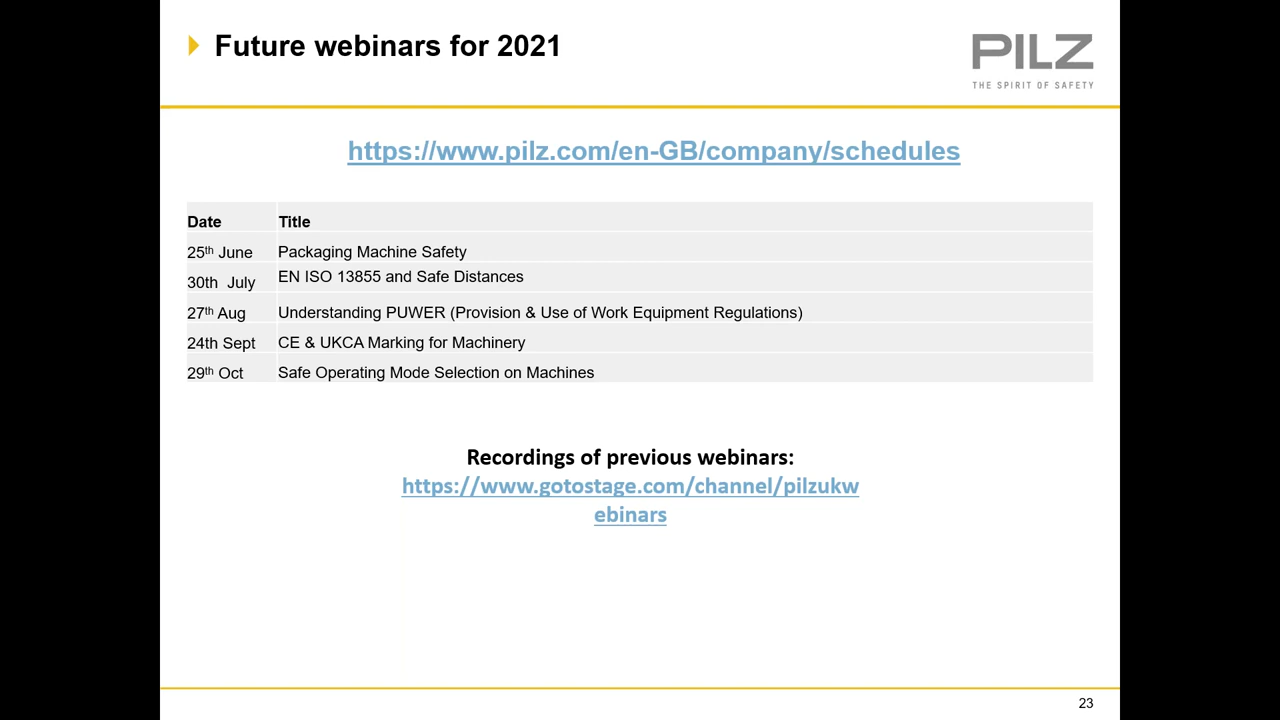 Future webinars for 2021
PILZ
THE SPIRIT OF SAFETY
https://www.pilz.com/en-GB/company/schedules
Date Title
25th June Packaging Machine Safety
30th  July EN ISO 13855 and Safe Distances
27th Aug Understanding PUWER (Provision & Use of Work Equipment Regulations)
24th Sept CE & UKCA Marking for Machinery
29th Oct Safe Operating Mode Selection on Machines
Recordings of previous webinars:
https://www.gotostage.com/channel/pilzukw
ebinars
23